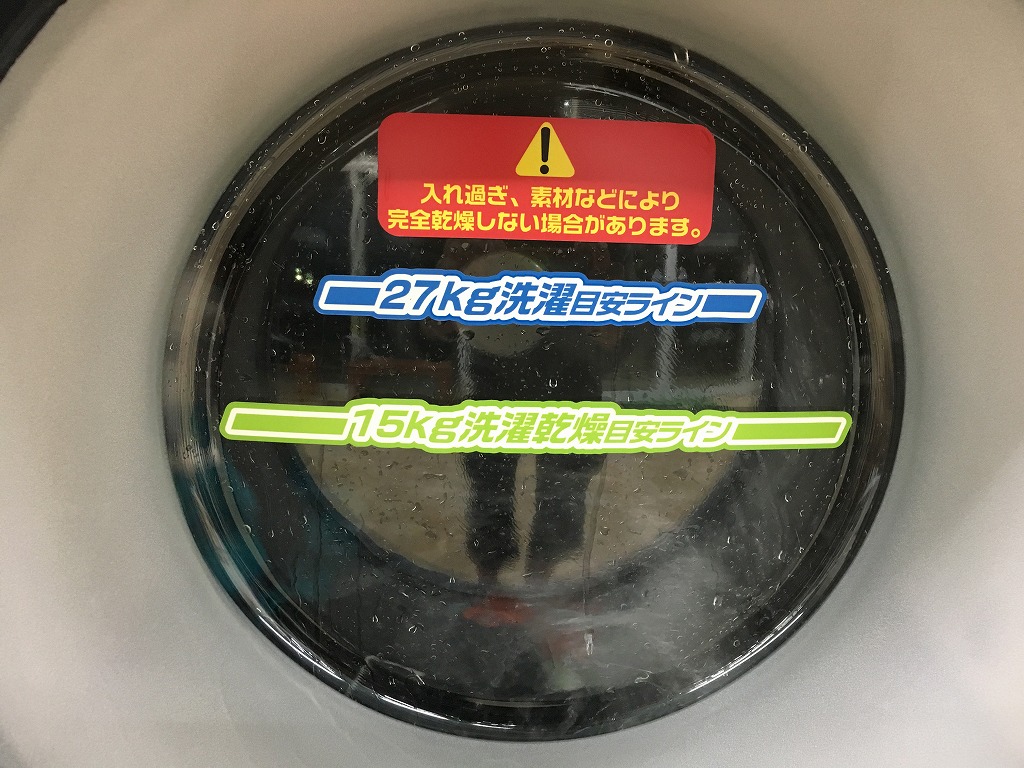 入れ過ぎ、素材などにより
完全乾燥しない場合があります。
27kg洗濯目安ライン
15kg洗濯乾燥目安ライン